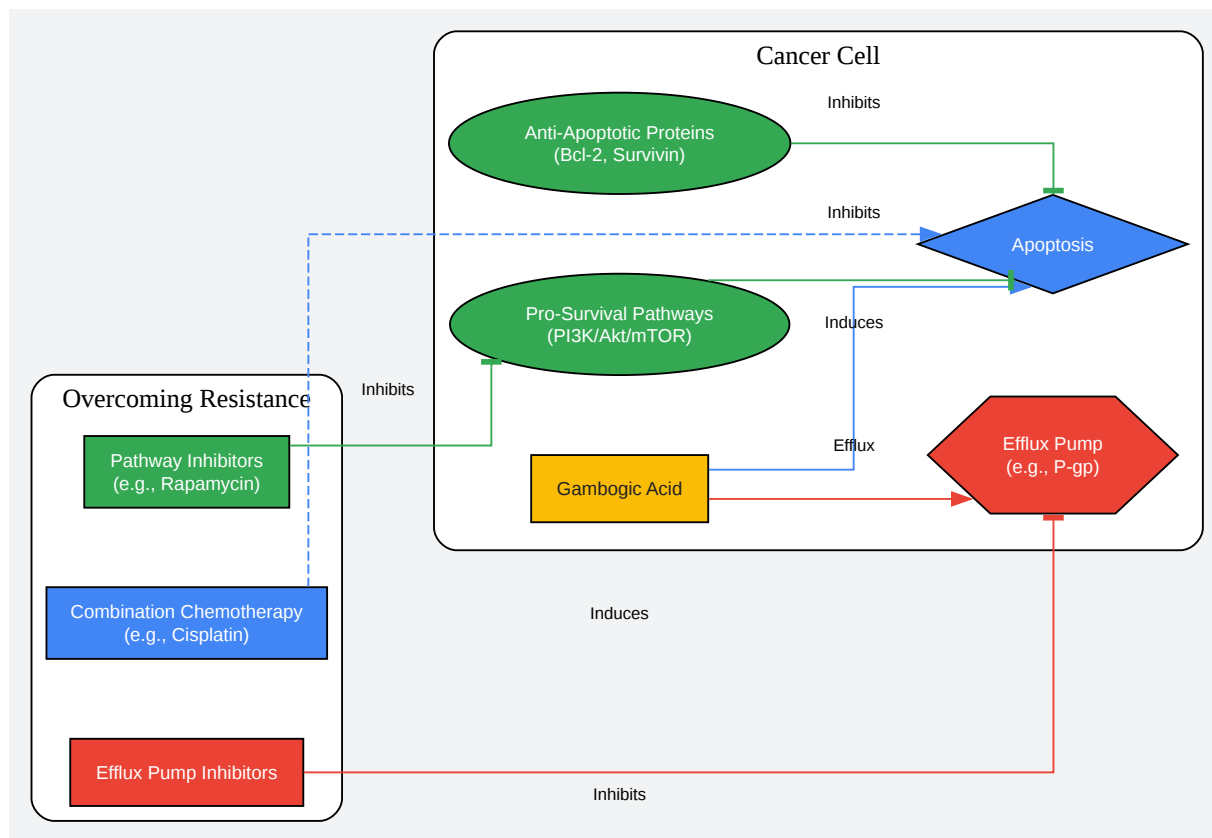 Cancer Cell
Inhibits
Anti-Apoptotic Proteins
(Bcl-2, Survivin)
Inhibits
Apoptosis
Pro-Survival Pathways
(PI3K/Akt/mTOR)
Induces
Overcoming Resistance
Inhibits
Pathway Inhibitors
(e.g., Rapamycin)
Efflux
Efflux Pump
(e.g., P-gp)
Gambogic Acid
Combination Chemotherapy
(e.g., Cisplatin)
Induces
Efflux Pump Inhibitors
Inhibits